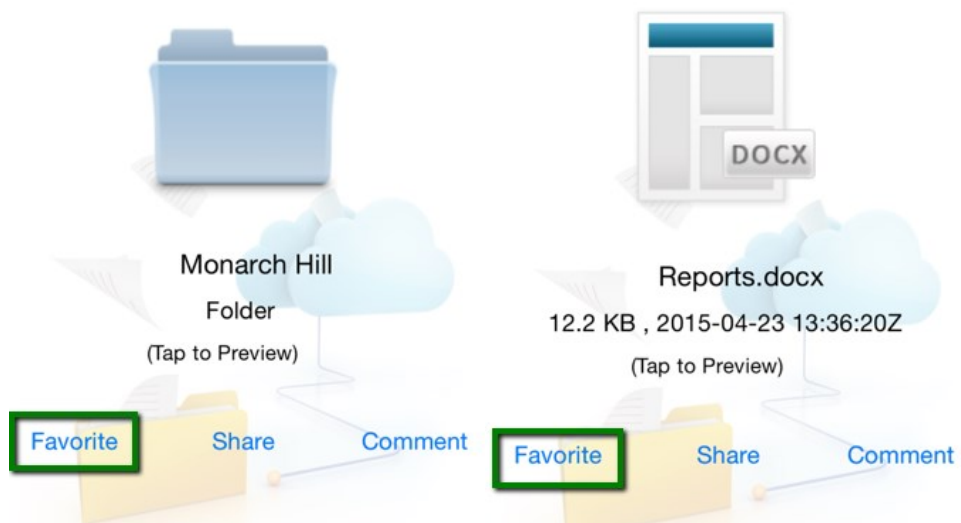 Monarch Hill
Folder
(Tap to Preview)
Favorite Share Comment
DOCX
Reports.docx
12.2 KB , 2015-04-23 13:36:20Z
(Tap to Preview)
Favorite Share Comment